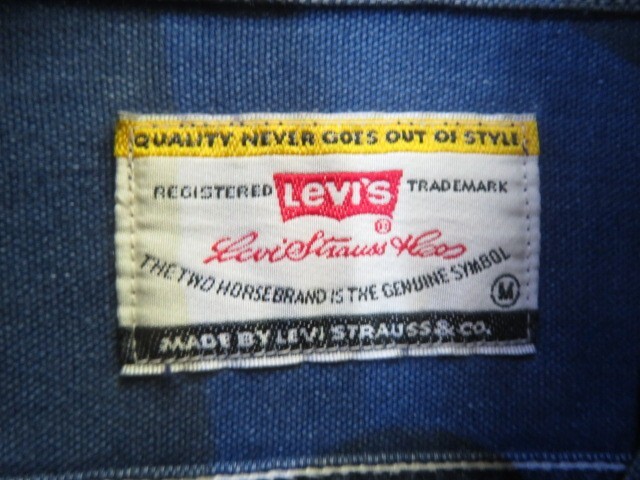 QUALITY NEVER GOES OUT OF STYLE
REGISTERED LEVI'S TRADEMARK
®
Levi Strauss & Co
THE TWO HORSE BRAND IS THE GENUINE SYMBOL
M
MADE BY LEVI STRAUSS & CO.